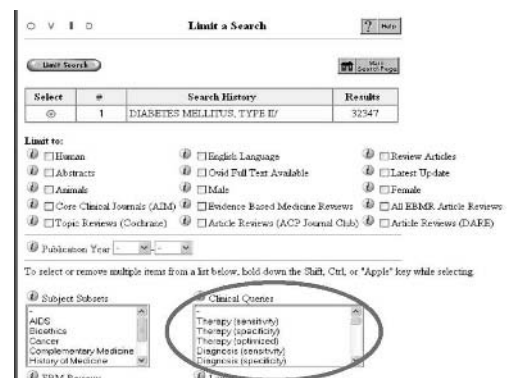 O V I D Limit a Search ? Help
Limit Search Main Search Page
Select # Search History Results
1 DIABETES MELLITUS, TYPE II/ 32347
Limit to:
Human English Language Review Articles
Abstracts Ovid Full Text Available Latest Update
Animals Male Female
Core Clinical Journals (AIM) Evidence Based Medicine Reviews All EBMR Article Reviews
Topic Reviews (Cochrane) Article Reviews (ACP Journal Club) Article Reviews (DARE)
Publication Year - - -
To select or remove multiple items from a list below, hold down the Shift, Ctrl, or "Apple" key while selecting.
Subject Subsets Clinical Queries
- -
AIDS Therapy (sensitivity)
Bioethics Therapy (specificity)
Cancer Therapy (optimized)
Complementary Medicine Diagnosis (sensitivity)
History of Medicine Diagnosis (specificity)
EBM Reviews